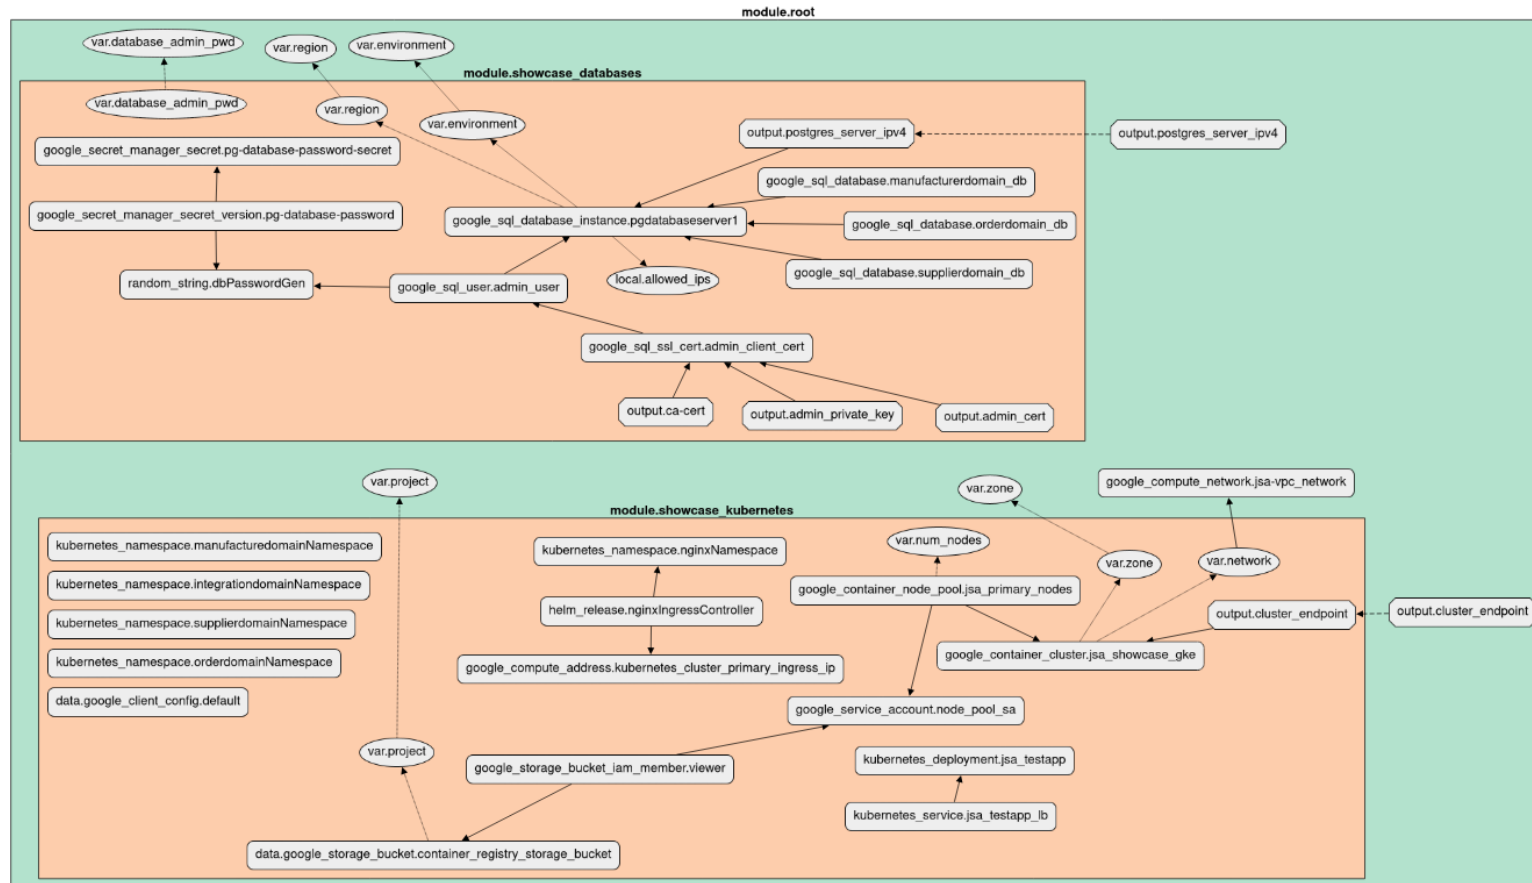 module.root
var.database_admin_pwd
var.region
var.environment
module.showcase_databases
var.database_admin_pwd
var.region
var.environment
output.postgres_server_ipv4
output.postgres_server_ipv4
google_secret_manager_secret.pg-database-password-secret
google_sql_database.manufacturerdomain_db
google_secret_manager_secret_version.pg-database-password
google_sql_database_instance.pgdatabaseserver1
google_sql_database.orderdomain_db
google_sql_database.supplierdomain_db
random_string.dbPasswordGen
google_sql_user.admin_user
local.allowed_ips
google_sql_ssl_cert.admin_client_cert
output.ca-cert
output.admin_private_key
output.admin_cert
var.project
var.zone
google_compute_network.jsa-vpc_network
module.showcase_kubernetes
kubernetes_namespace.manufacturedomainNamespace
kubernetes_namespace.nginxNamespace
var.num_nodes
var.zone
var.network
kubernetes_namespace.integrationdomainNamespace
google_container_node_pool.jsa_primary_nodes
helm_release.nginxIngressController
output.cluster_endpoint
output.cluster_endpoint
kubernetes_namespace.supplierdomainNamespace
google_container_cluster.jsa_showcase_gke
kubernetes_namespace.orderdomainNamespace
google_compute_address.kubernetes_cluster_primary_ingress_ip
data.google_client_config.default
google_service_account.node_pool_sa
var.project
google_storage_bucket_iam_member.viewer
kubernetes_deployment.jsa_testapp
kubernetes_service.jsa_testapp_lb
data.google_storage_bucket.container_registry_storage_bucket